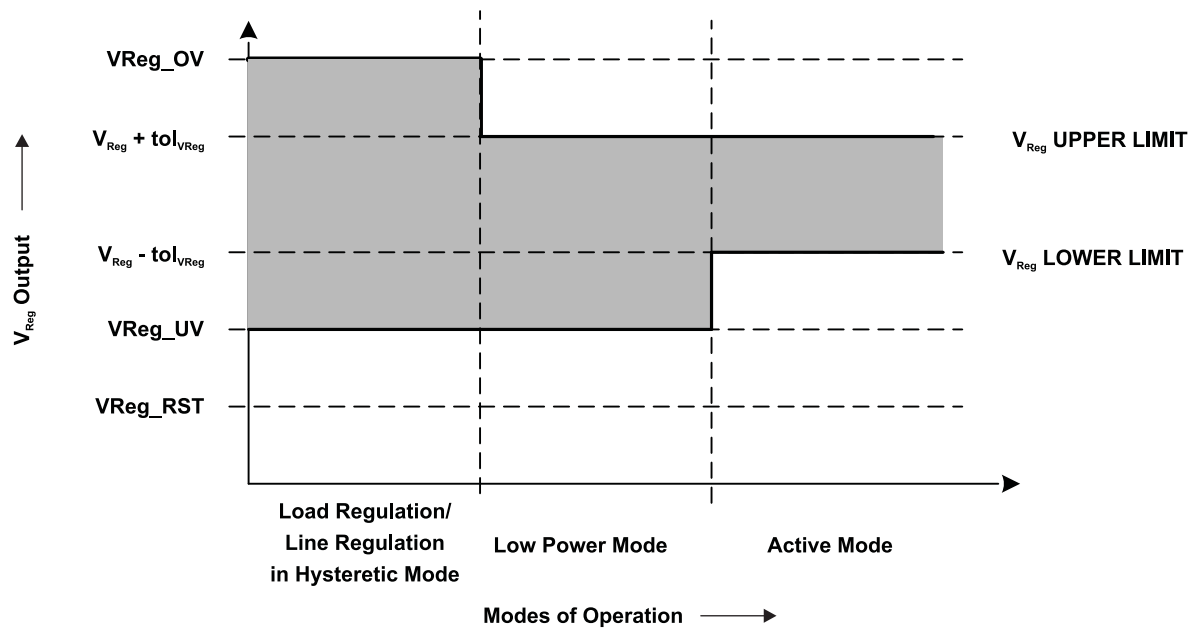 VReg_OV
VReg + tolVReg
VReg UPPER LIMIT
VReg - tolVReg
VReg LOWER LIMIT
VReg_UV
VReg_RST
VReg Output
Load Regulation/
Line Regulation
in Hysteretic Mode
Low Power Mode
Active Mode
Modes of Operation